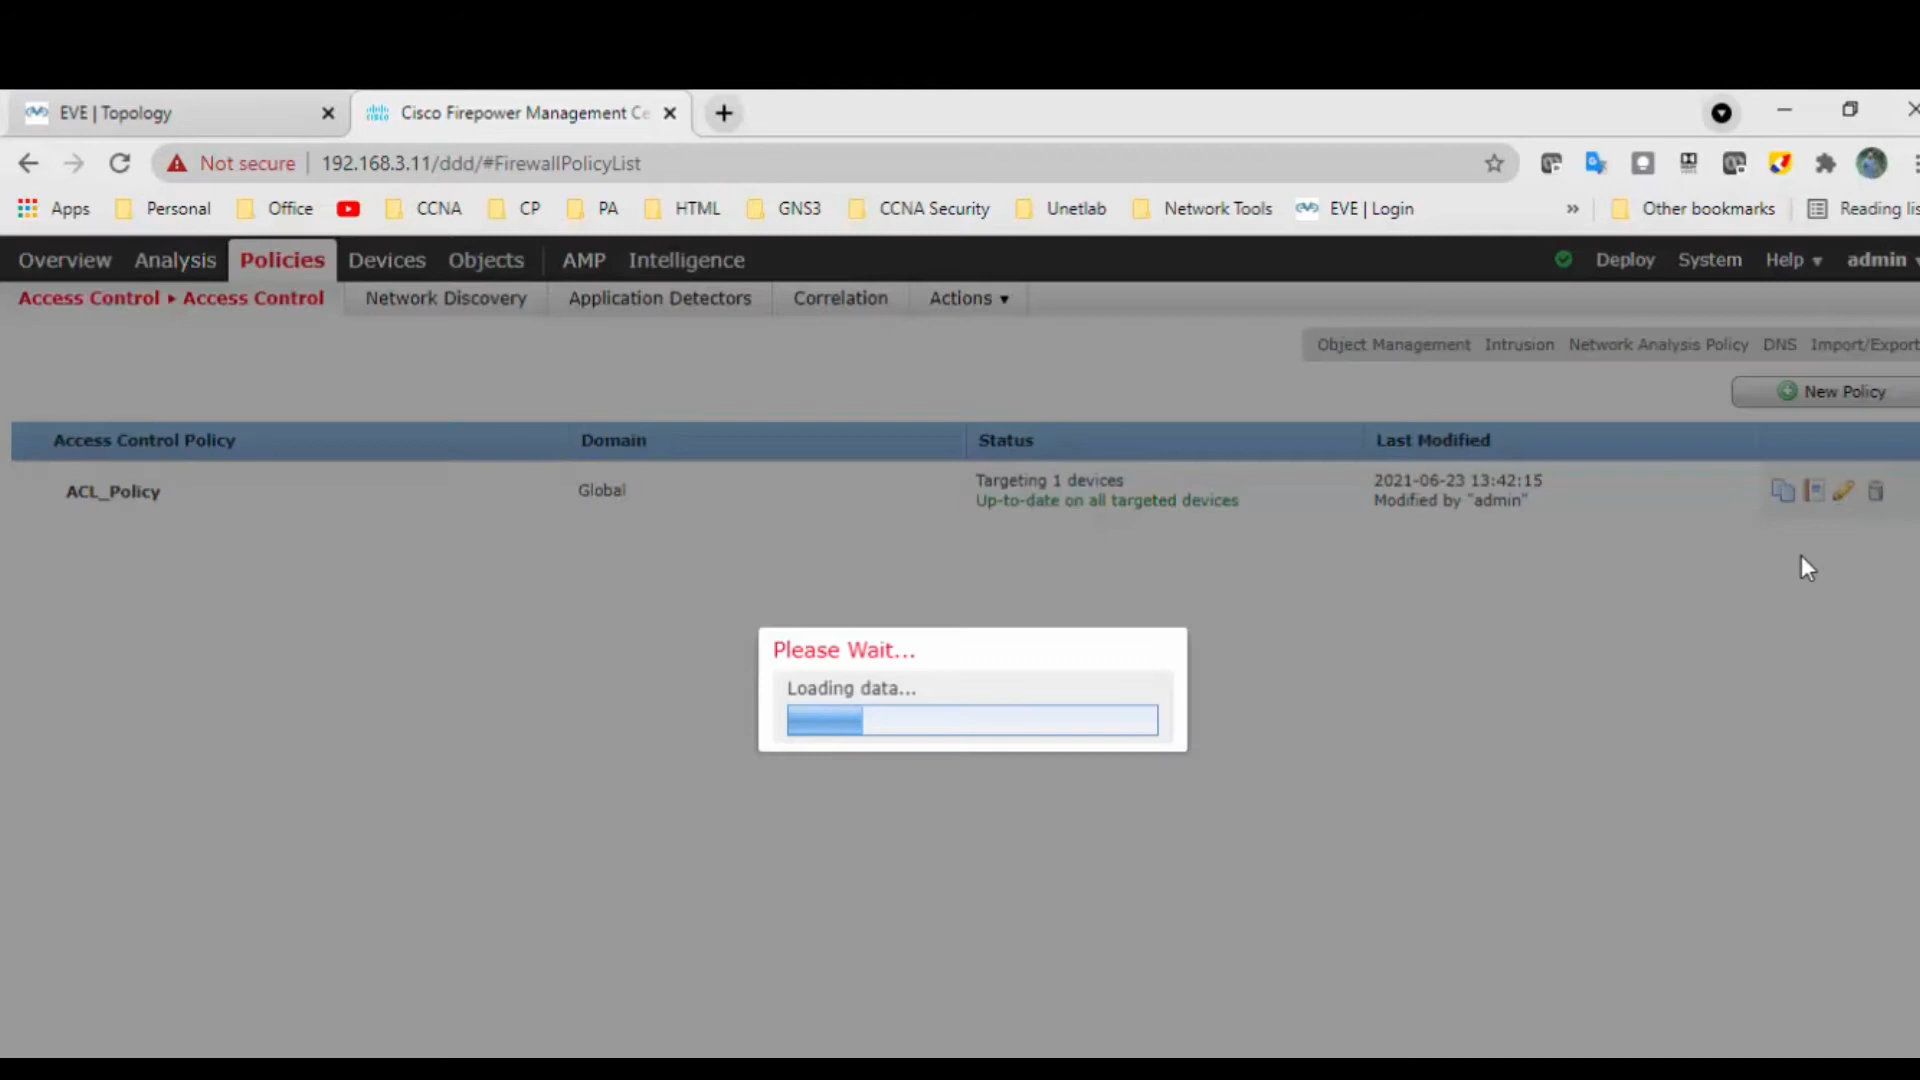 EVE | Topology
Cisco Firepower Management Ce
Not secure | 192.168.3.11/ddd/#FirewallPolicyList
Apps Personal Office CCNA CP PA HTML GNS3 CCNA Security Unetlab Network Tools EVE | Login » Other bookmarks Reading lis
Overview Analysis Policies Devices Objects AMP Intelligence Deploy System Help admin
Access Control ▸ Access Control Network Discovery Application Detectors Correlation Actions ▾
Object Management Intrusion Network Analysis Policy DNS Import/Export
New Policy
Access Control Policy Domain Status Last Modified
ACL_Policy Global Targeting 1 devices 2021-06-23 13:42:15
Up-to-date on all targeted devices Modified by "admin"
Please Wait...
Loading data...